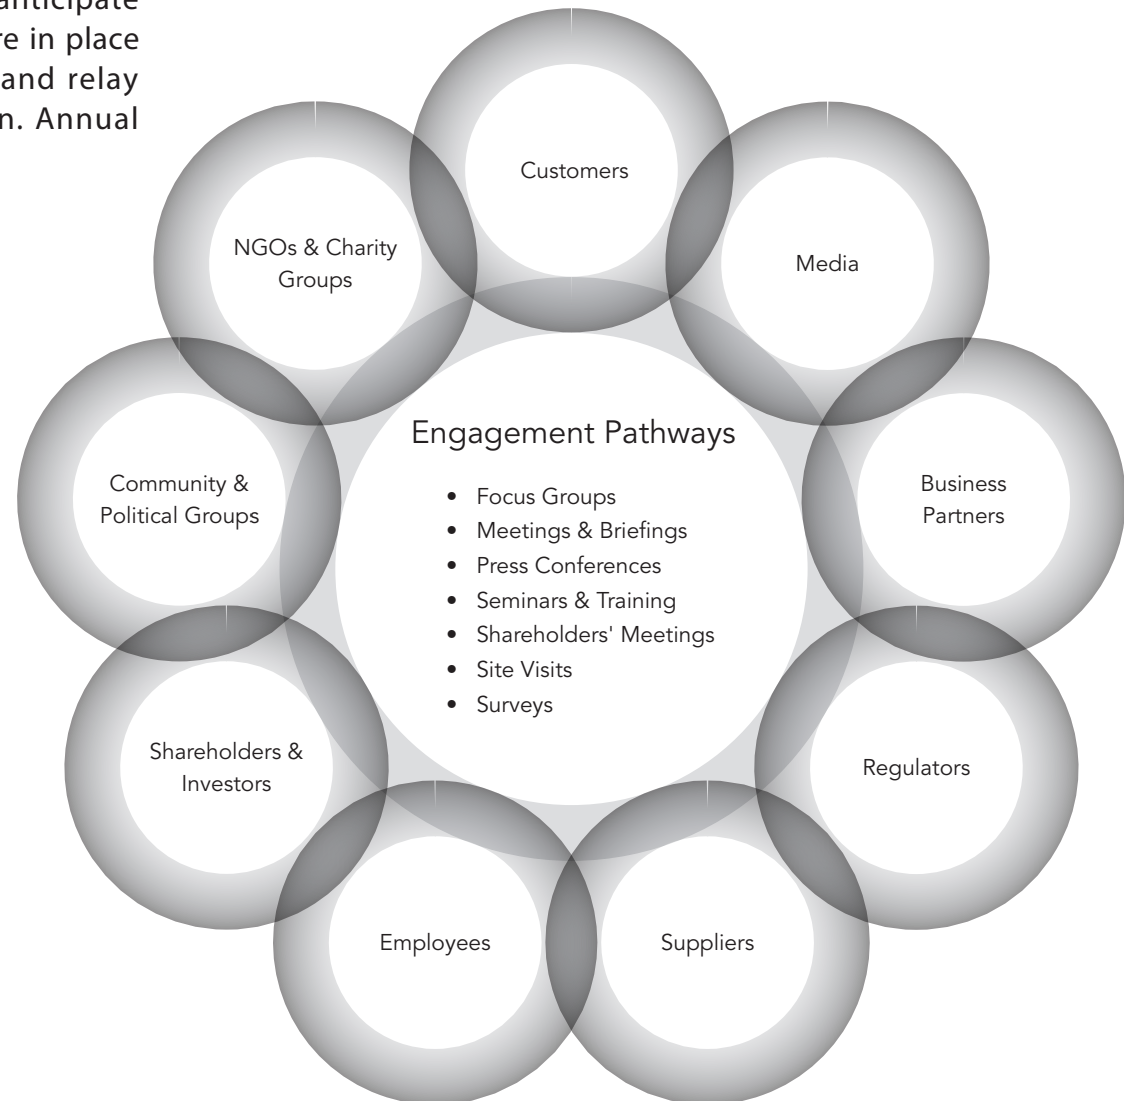 anticipate
re in place
and relay
n. Annual
Customers
NGOs & Charity
Groups
Media
Engagement Pathways
• Focus Groups
• Meetings & Briefings
• Press Conferences
• Seminars & Training
• Shareholders' Meetings
• Site Visits
• Surveys
Community &
Political Groups
Business
Partners
Shareholders &
Investors
Regulators
Employees
Suppliers